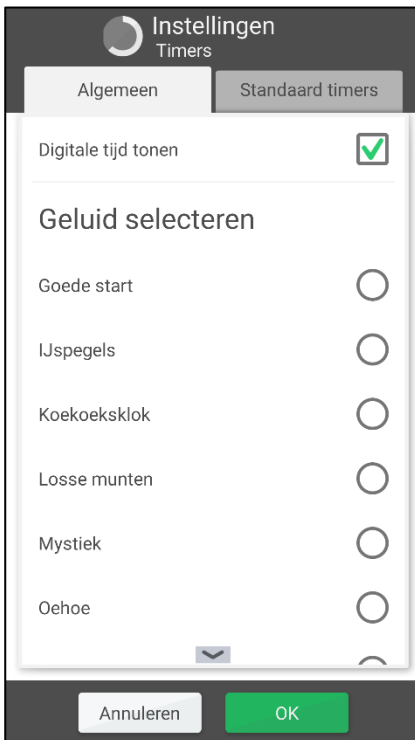 Instellingen
Timers
Algemeen
Standaard timers
Digitale tijd tonen
Geluid selecteren
Goede start
IJspegels
Koekoeksklok
Losse munten
Mystiek
Oehoe
Annuleren
OK